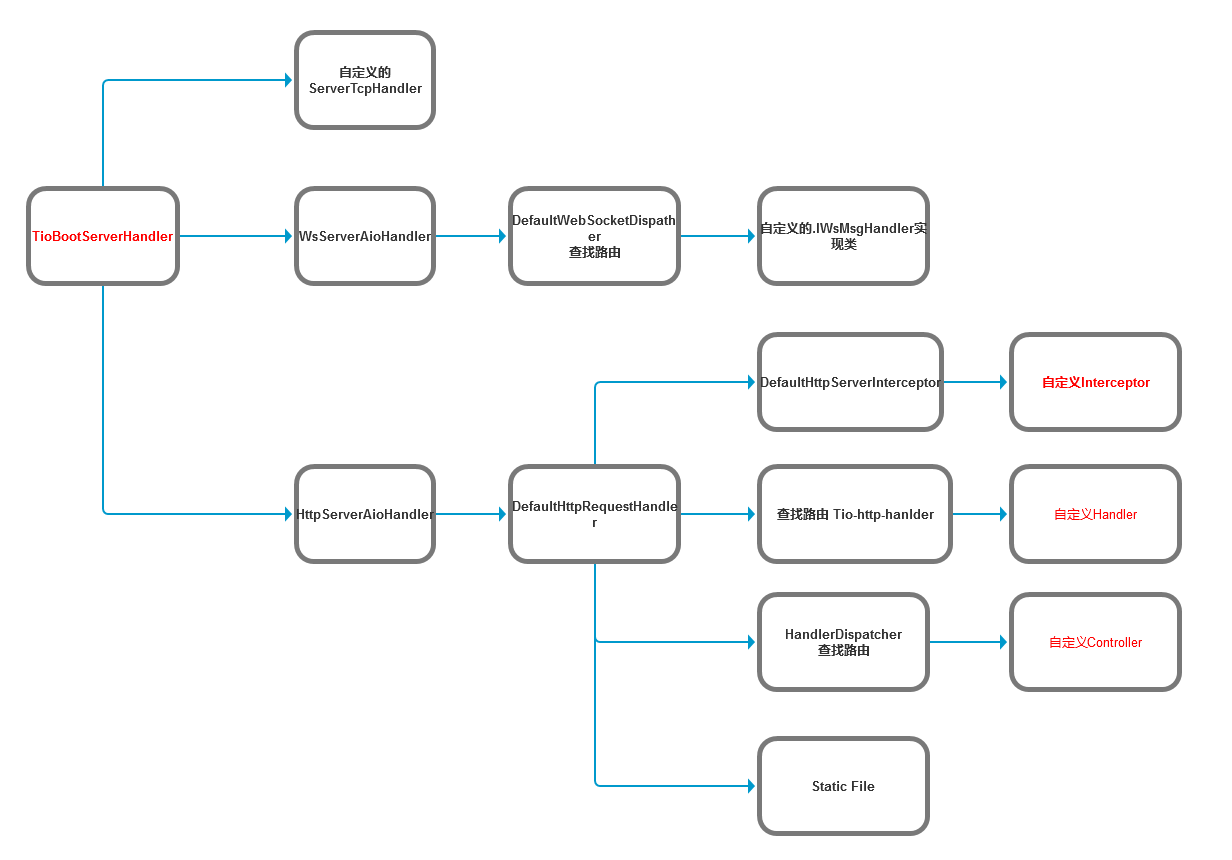 自定义的
ServerTcpHandler
TioBootServerHandler
WsServerAioHandler
DefaultWebSocketDispath
er
查找路由
自定义的.IWsMsgHandler实
现类
DefaultHttpServerInterceptor
自定义Interceptor
HttpServerAioHandler
DefaultHttpRequestHandle
r
查找路由 Tio-http-hanlder
自定义Handler
HandlerDispatcher
查找路由
自定义Controller
Static File